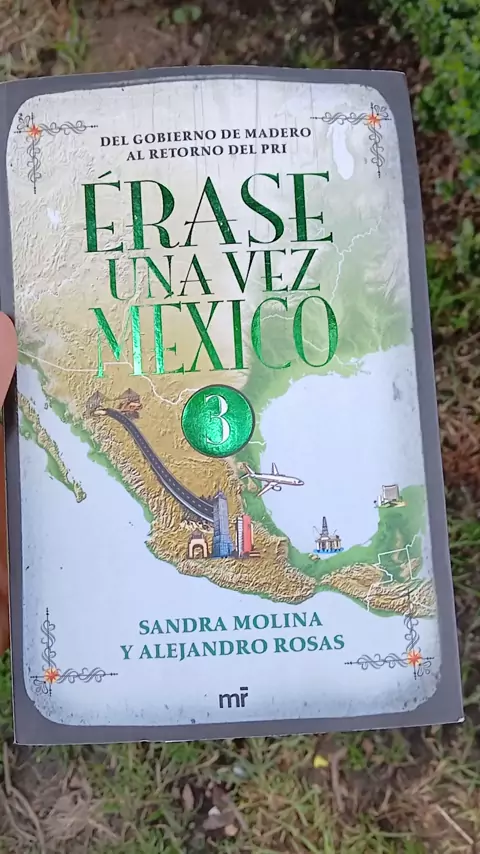 DEL GOBIERNO DE MADERO
AL RETORNO DEL PRI
ÉRASE
UNA VEZ
MÉXICO
3
SANDRA MOLINA
Y ALEJANDRO ROSAS
mr